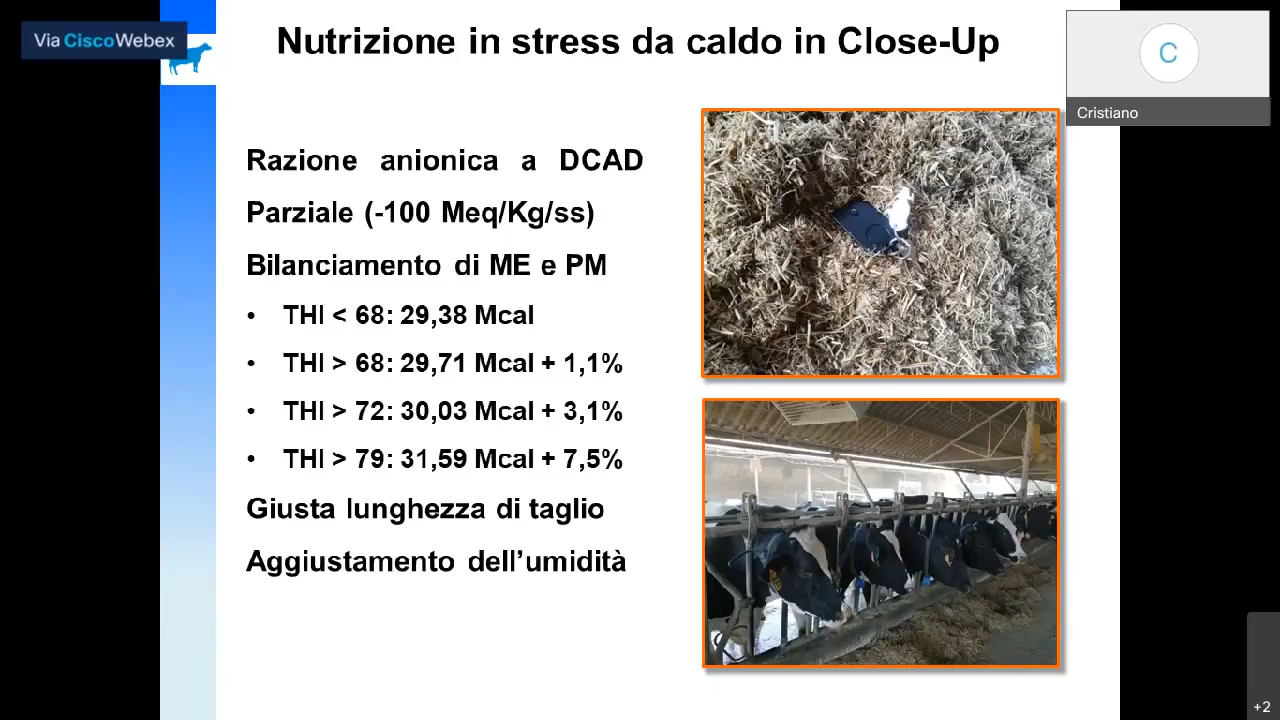 Via CiscoWebex
Nutrizione in stress da caldo in Close-Up
C
Cristiano
Razione anionica a DCAD
Parziale (-100 Meq/Kg/ss)
Bilanciamento di ME e PM
• THI < 68: 29,38 Mcal
• THI > 68: 29,71 Mcal + 1,1%
• THI > 72: 30,03 Mcal + 3,1%
• THI > 79: 31,59 Mcal + 7,5%
Giusta lunghezza di taglio
Aggiustamento dell’umidità
+2